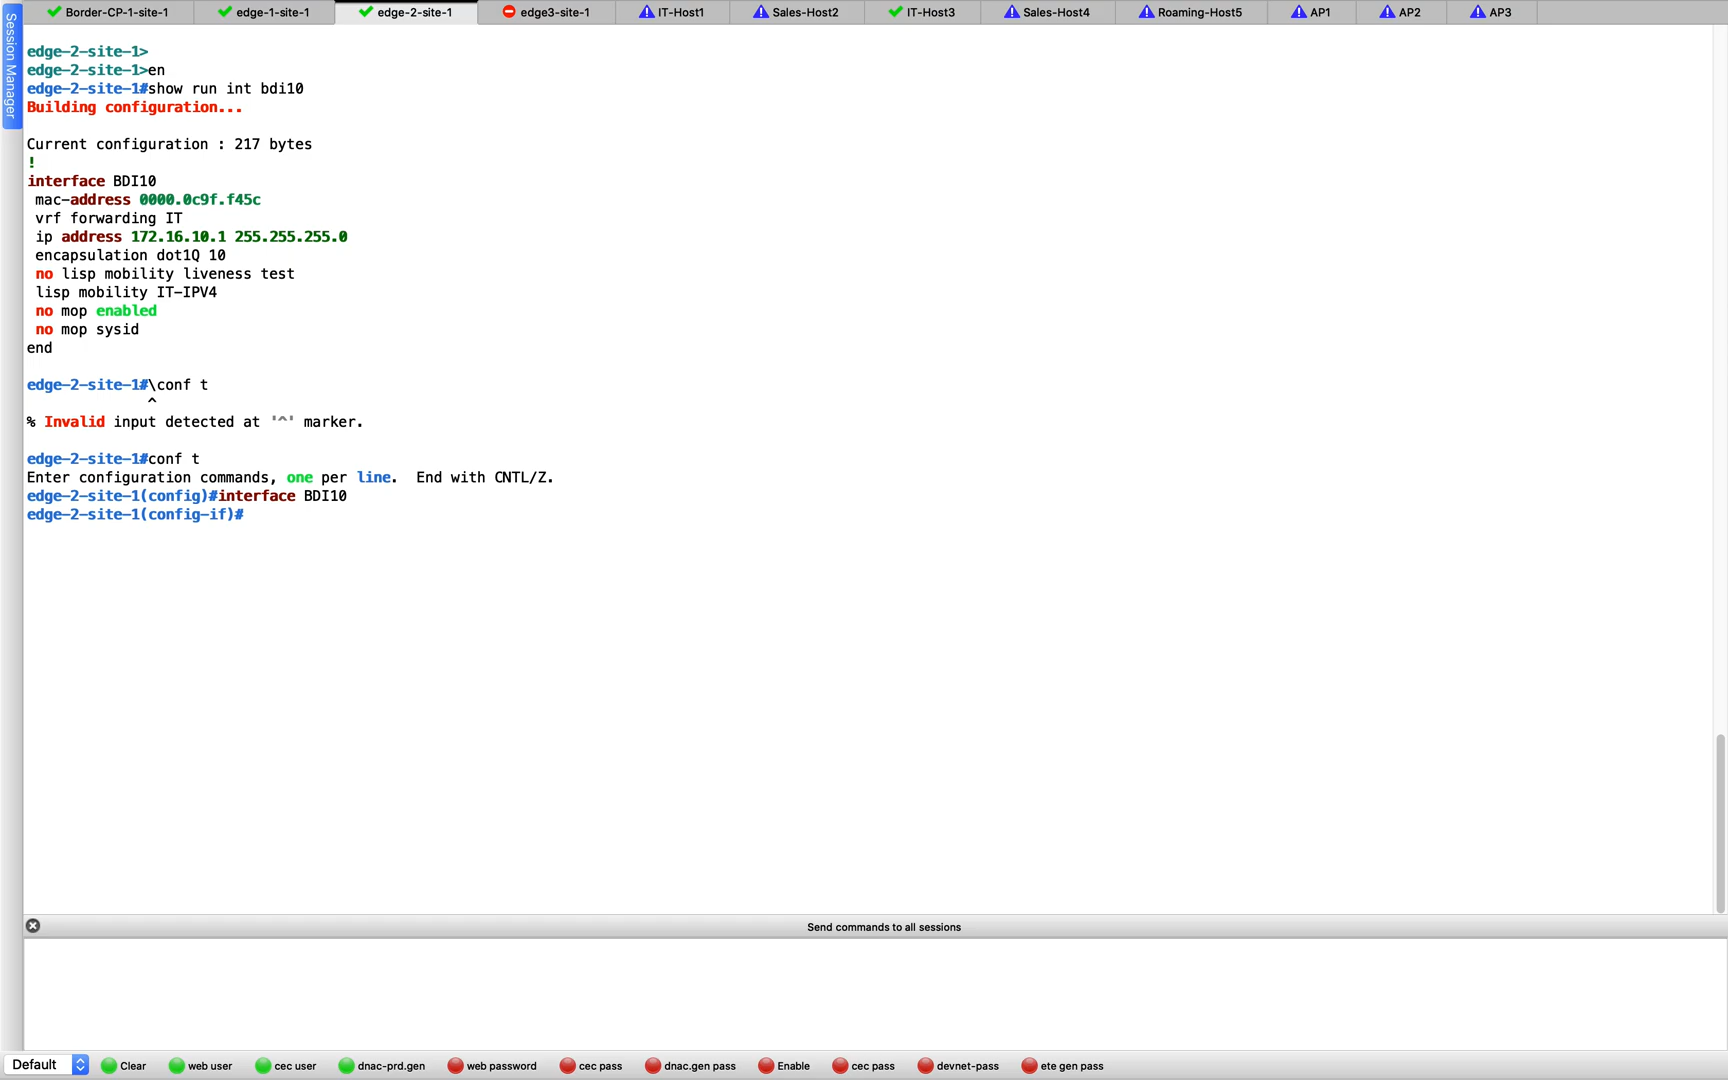 Session Manager
Border-CP-1-site-1 edge-1-site-1 edge-2-site-1 edge3-site-1 IT-Host1 Sales-Host2 IT-Host3 Sales-Host4 Roaming-Host5 AP1 AP2 AP3
edge-2-site-1>
edge-2-site-1>en
edge-2-site-1#show run int bdi10
Building configuration...
Current configuration : 217 bytes
!
interface BDI10
mac-address 0000.0c9f.f45c
vrf forwarding IT
ip address 172.16.10.1 255.255.255.0
encapsulation dot1Q 10
no lisp mobility liveness test
lisp mobility IT-IPV4
no mop enabled
no mop sysid
end
edge-2-site-1#\conf t
^
% Invalid input detected at '^' marker.
edge-2-site-1#conf t
Enter configuration commands, one per line.  End with CNTL/Z.
edge-2-site-1(config)#interface BDI10
edge-2-site-1(config-if)#
Send commands to all sessions
Default Clear web user cec user dnac-prd.gen web password cec pass dnac.gen pass Enable cec pass devnet-pass ete gen pass